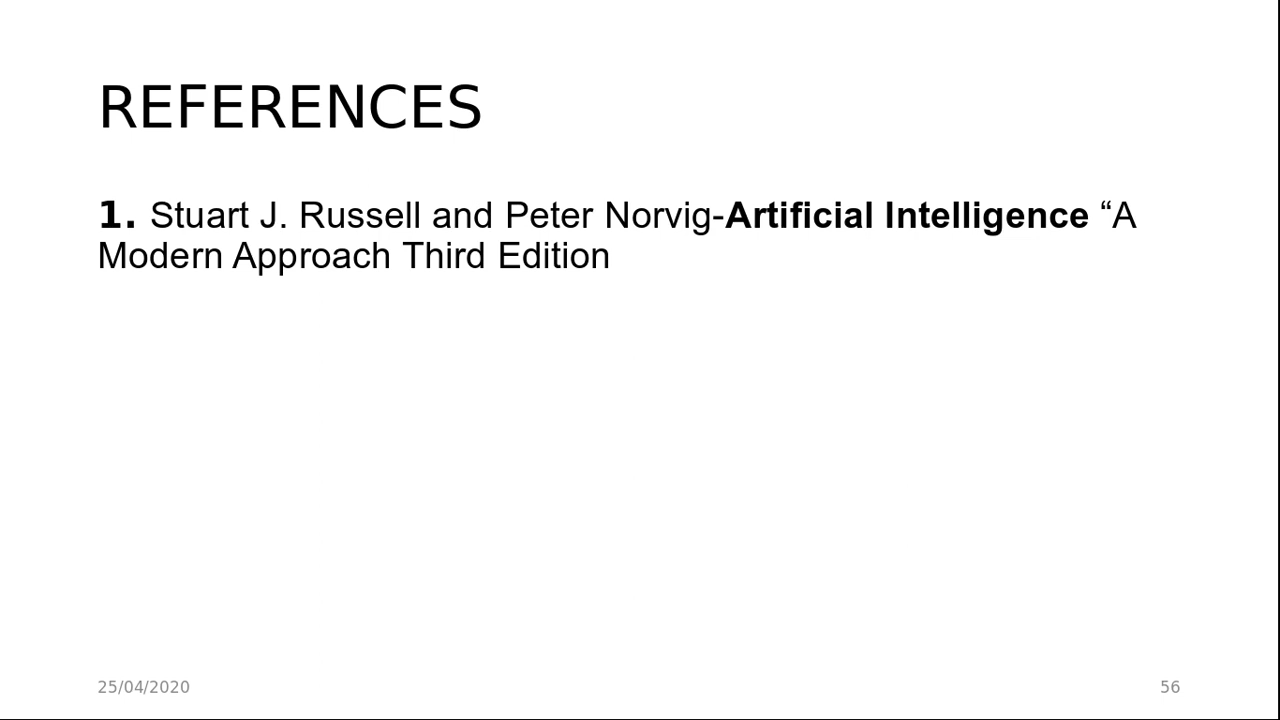 REFERENCES
1. Stuart J. Russell and Peter Norvig-Artificial Intelligence “A
Modern Approach Third Edition
25/04/2020
56